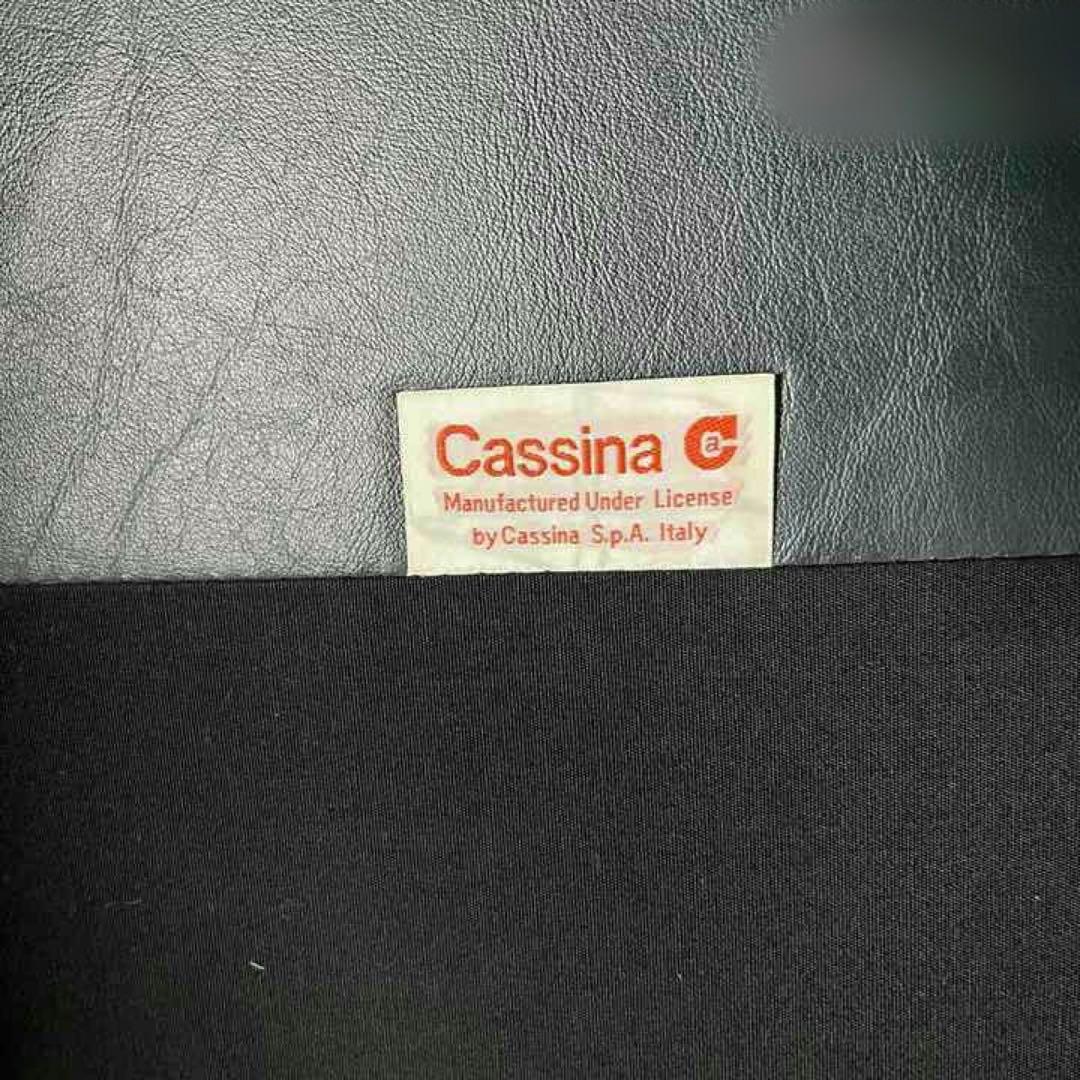 Cassina a
Manufactured Under License
by Cassina S.p.A. Italy